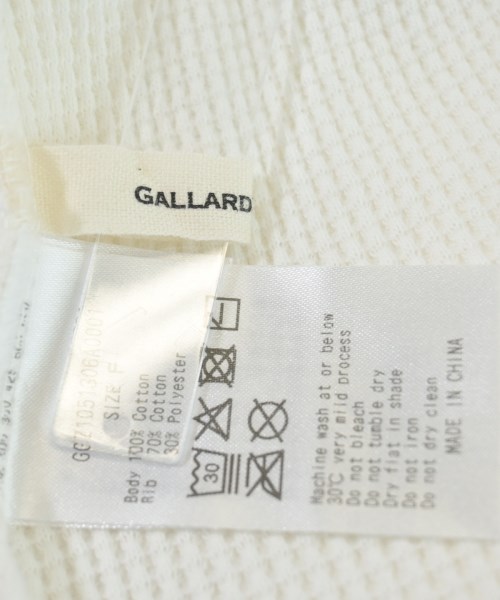 GALLARD
SIZE F
Body 100% Cotton
Rib 70% Cotton
30% Polyester
30
Machine wash at or below
30℃ very mild process
Do not bleach
Do not tumble dry
Dry flat in shade
Do not iron
Do not dry clean
MADE IN CHINA